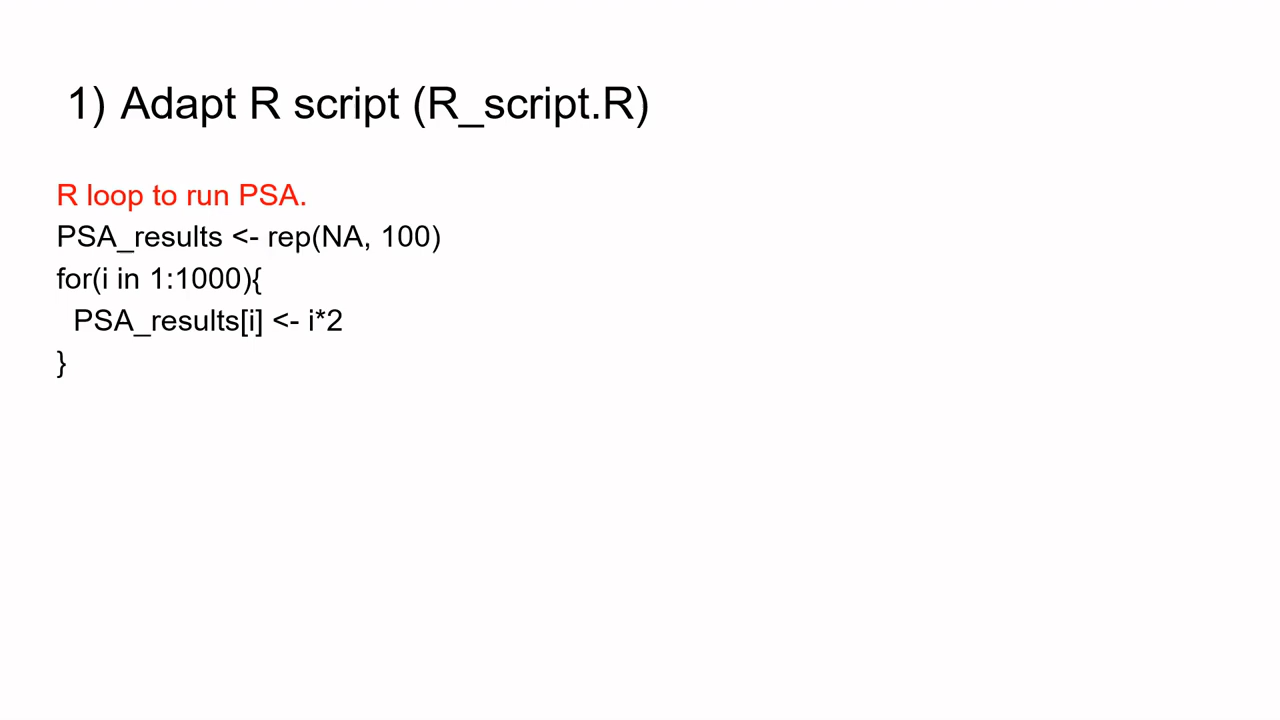 1) Adapt R script (R_script.R)
R loop to run PSA.
PSA_results <- rep(NA, 100)
for(i in 1:1000){
  PSA_results[i] <- i*2
}